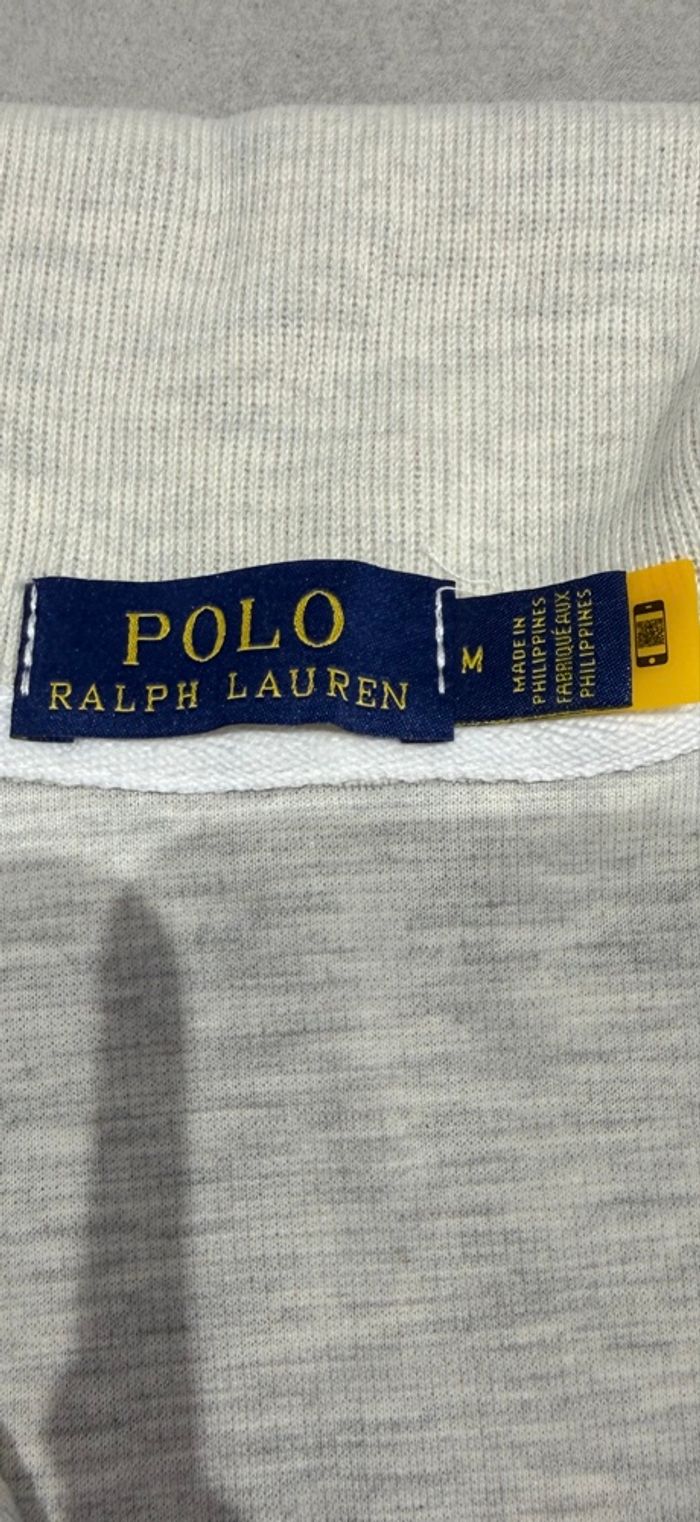 POLO
RALPH LAUREN
M
MADE IN
PHILIPPINES
FABRIQUÉ AUX
PHILIPPINES